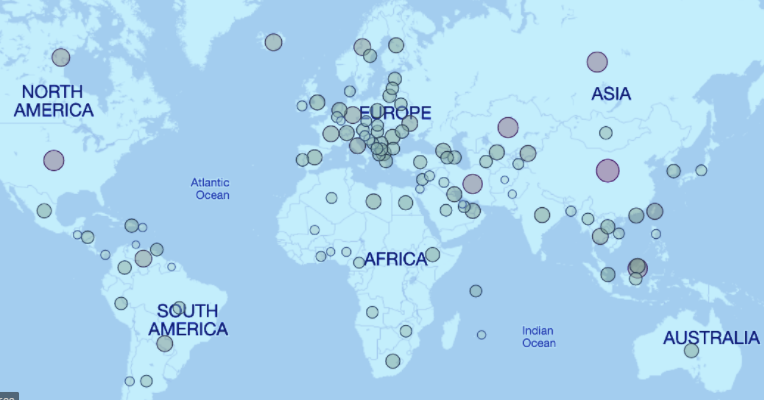 NORTH
AMERICA
EUROPE
ASIA
Atlantic
Ocean
AFRICA
SOUTH
AMERICA
Indian
Ocean
AUSTRALIA